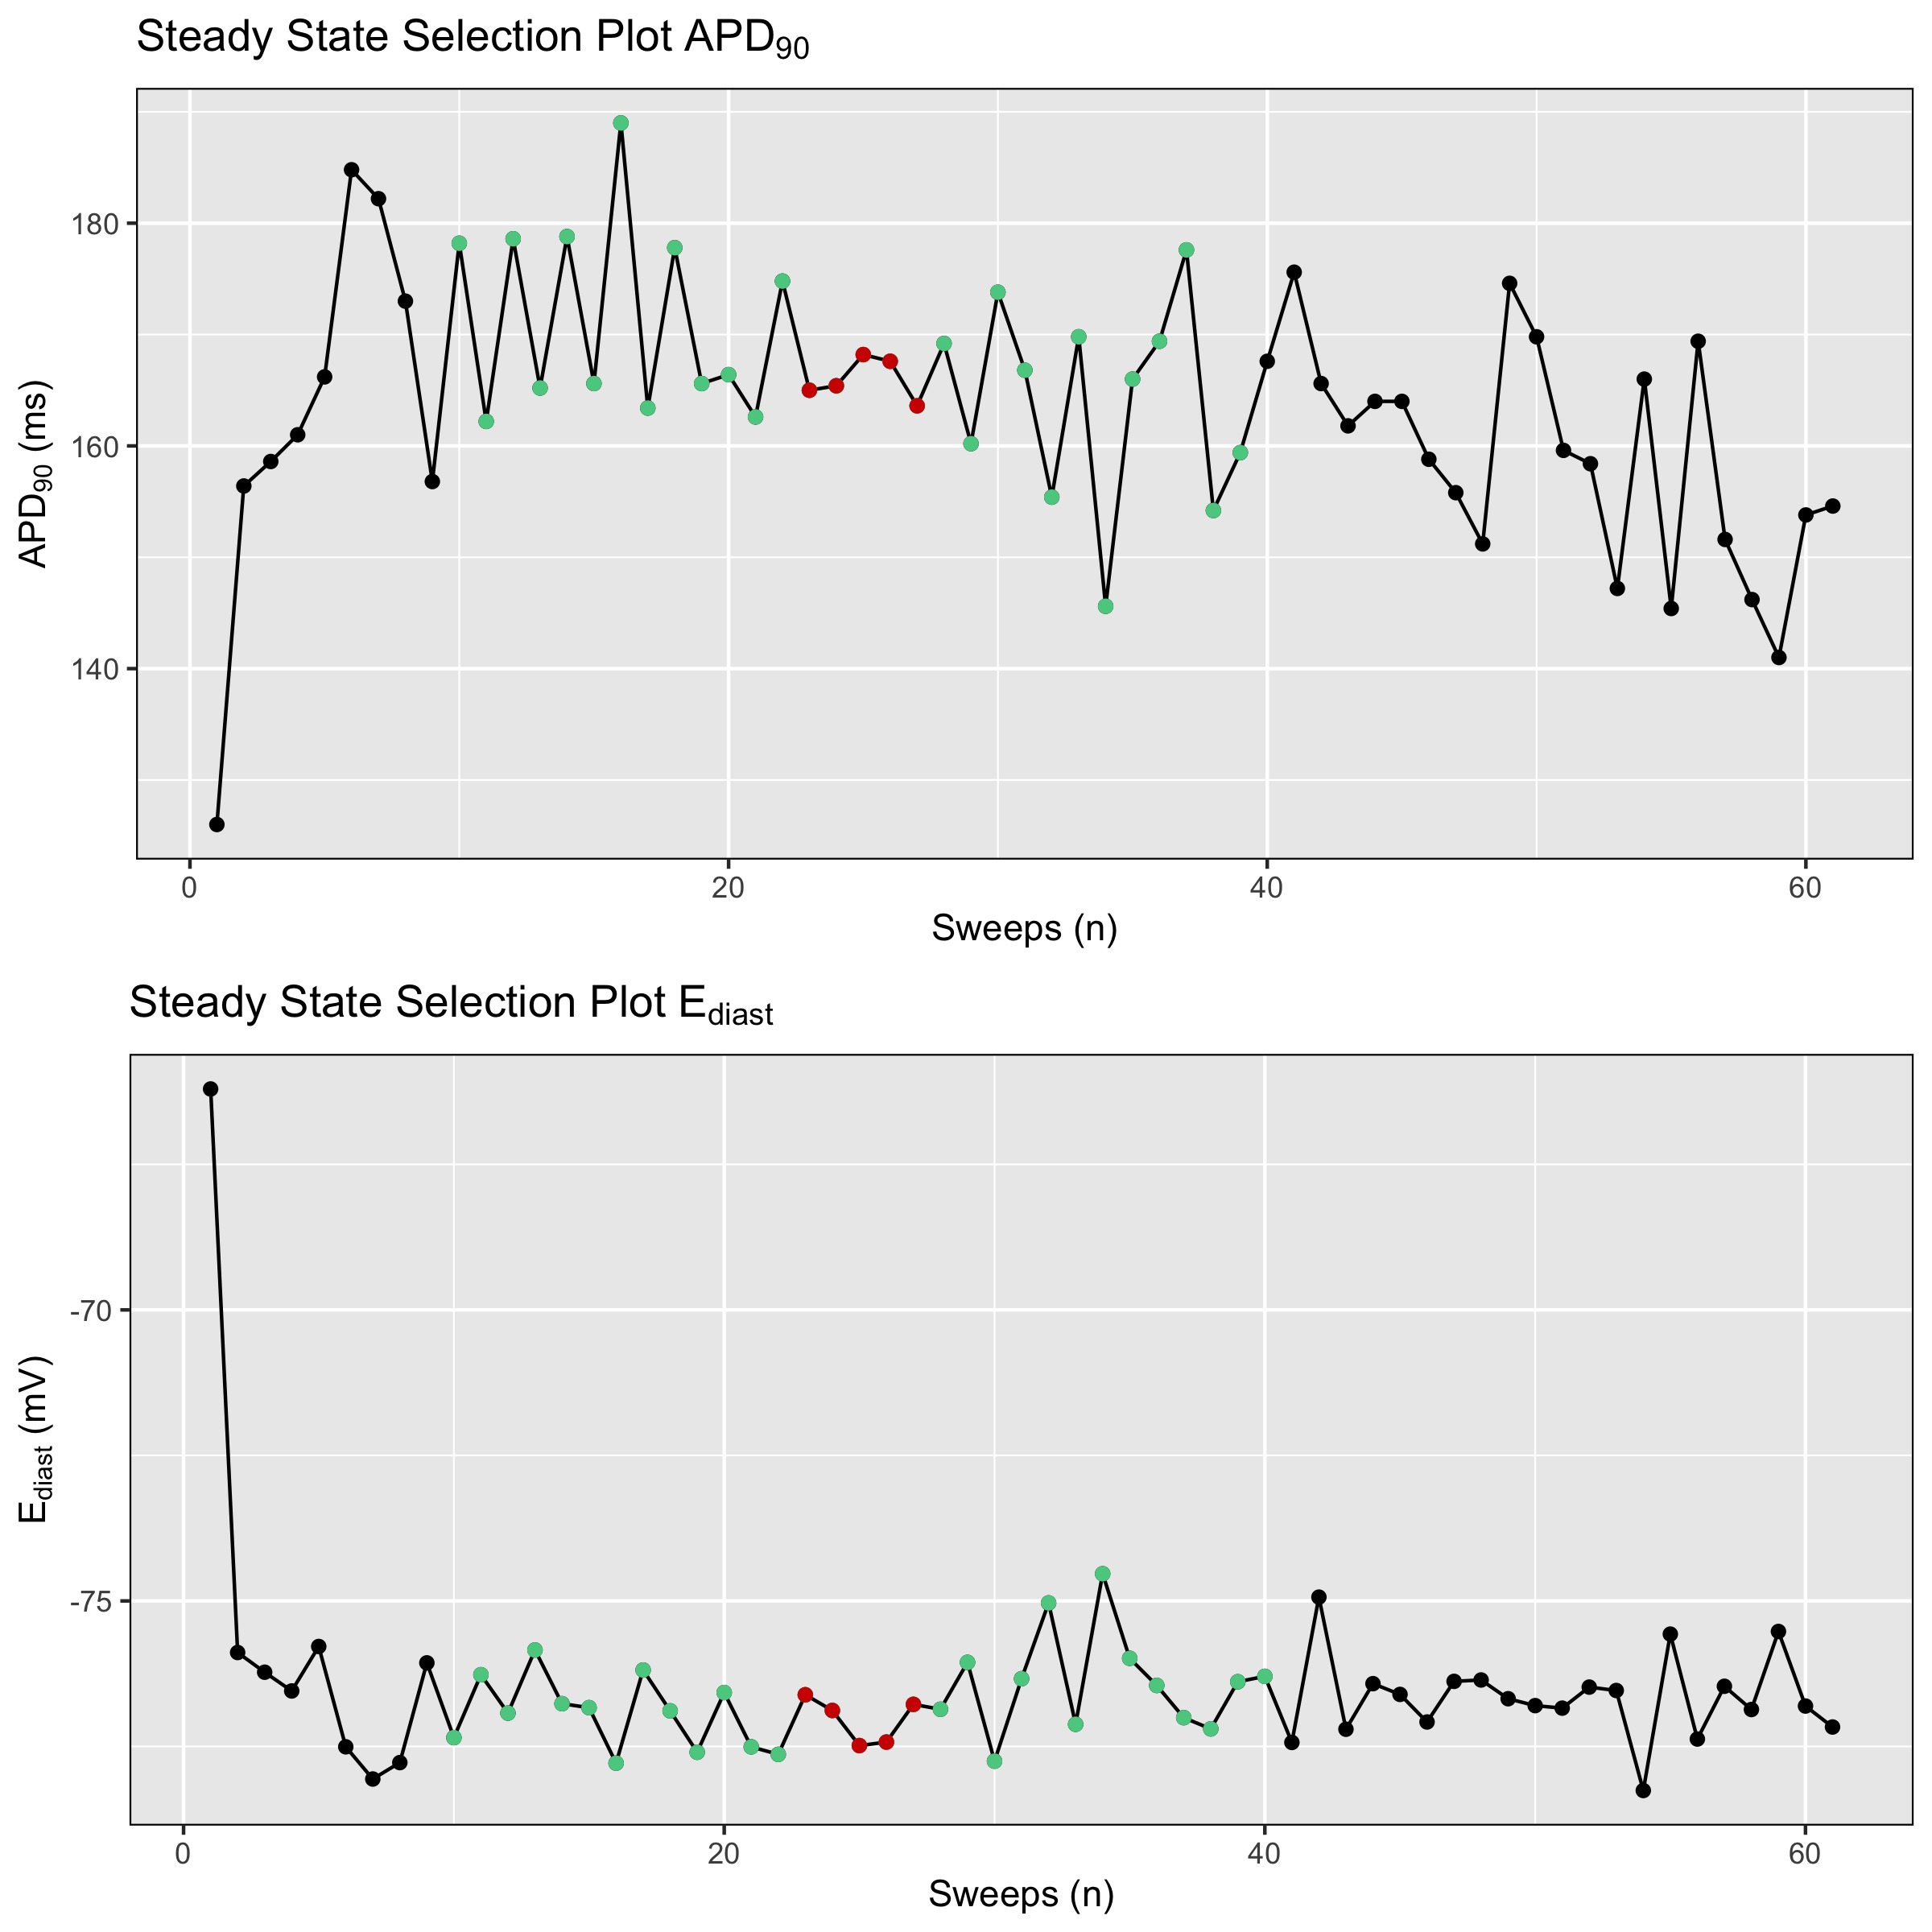 Steady State Selection Plot APD90
180
160
140
APD90 (ms)
0 20 40 60
Sweeps (n)
Steady State Selection Plot Ediast
-70
-75
Ediast (mV)
0 20 40 60
Sweeps (n)